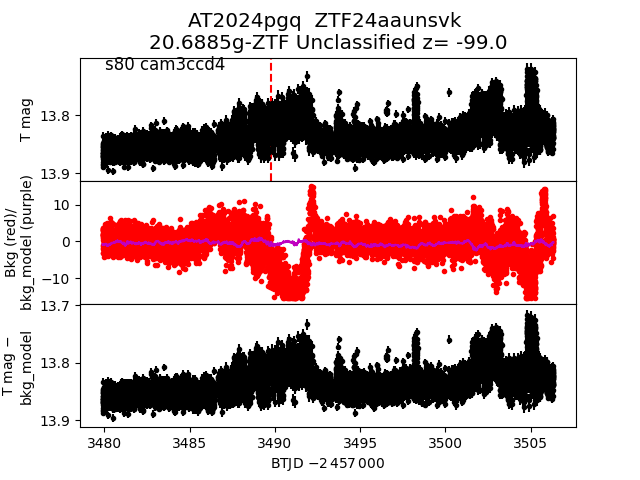 AT2024pgq  ZTF24aaunsvk
20.6885g-ZTF Unclassified z= -99.0
s80 cam3ccd4
T mag
13.8
13.9
Bkg (red)/
bkg_model (purple)
10
0
−10
T mag −
bkg_model
13.7
13.8
13.9
3480
3485
3490
3495
3500
3505
BTJD −2 457 000